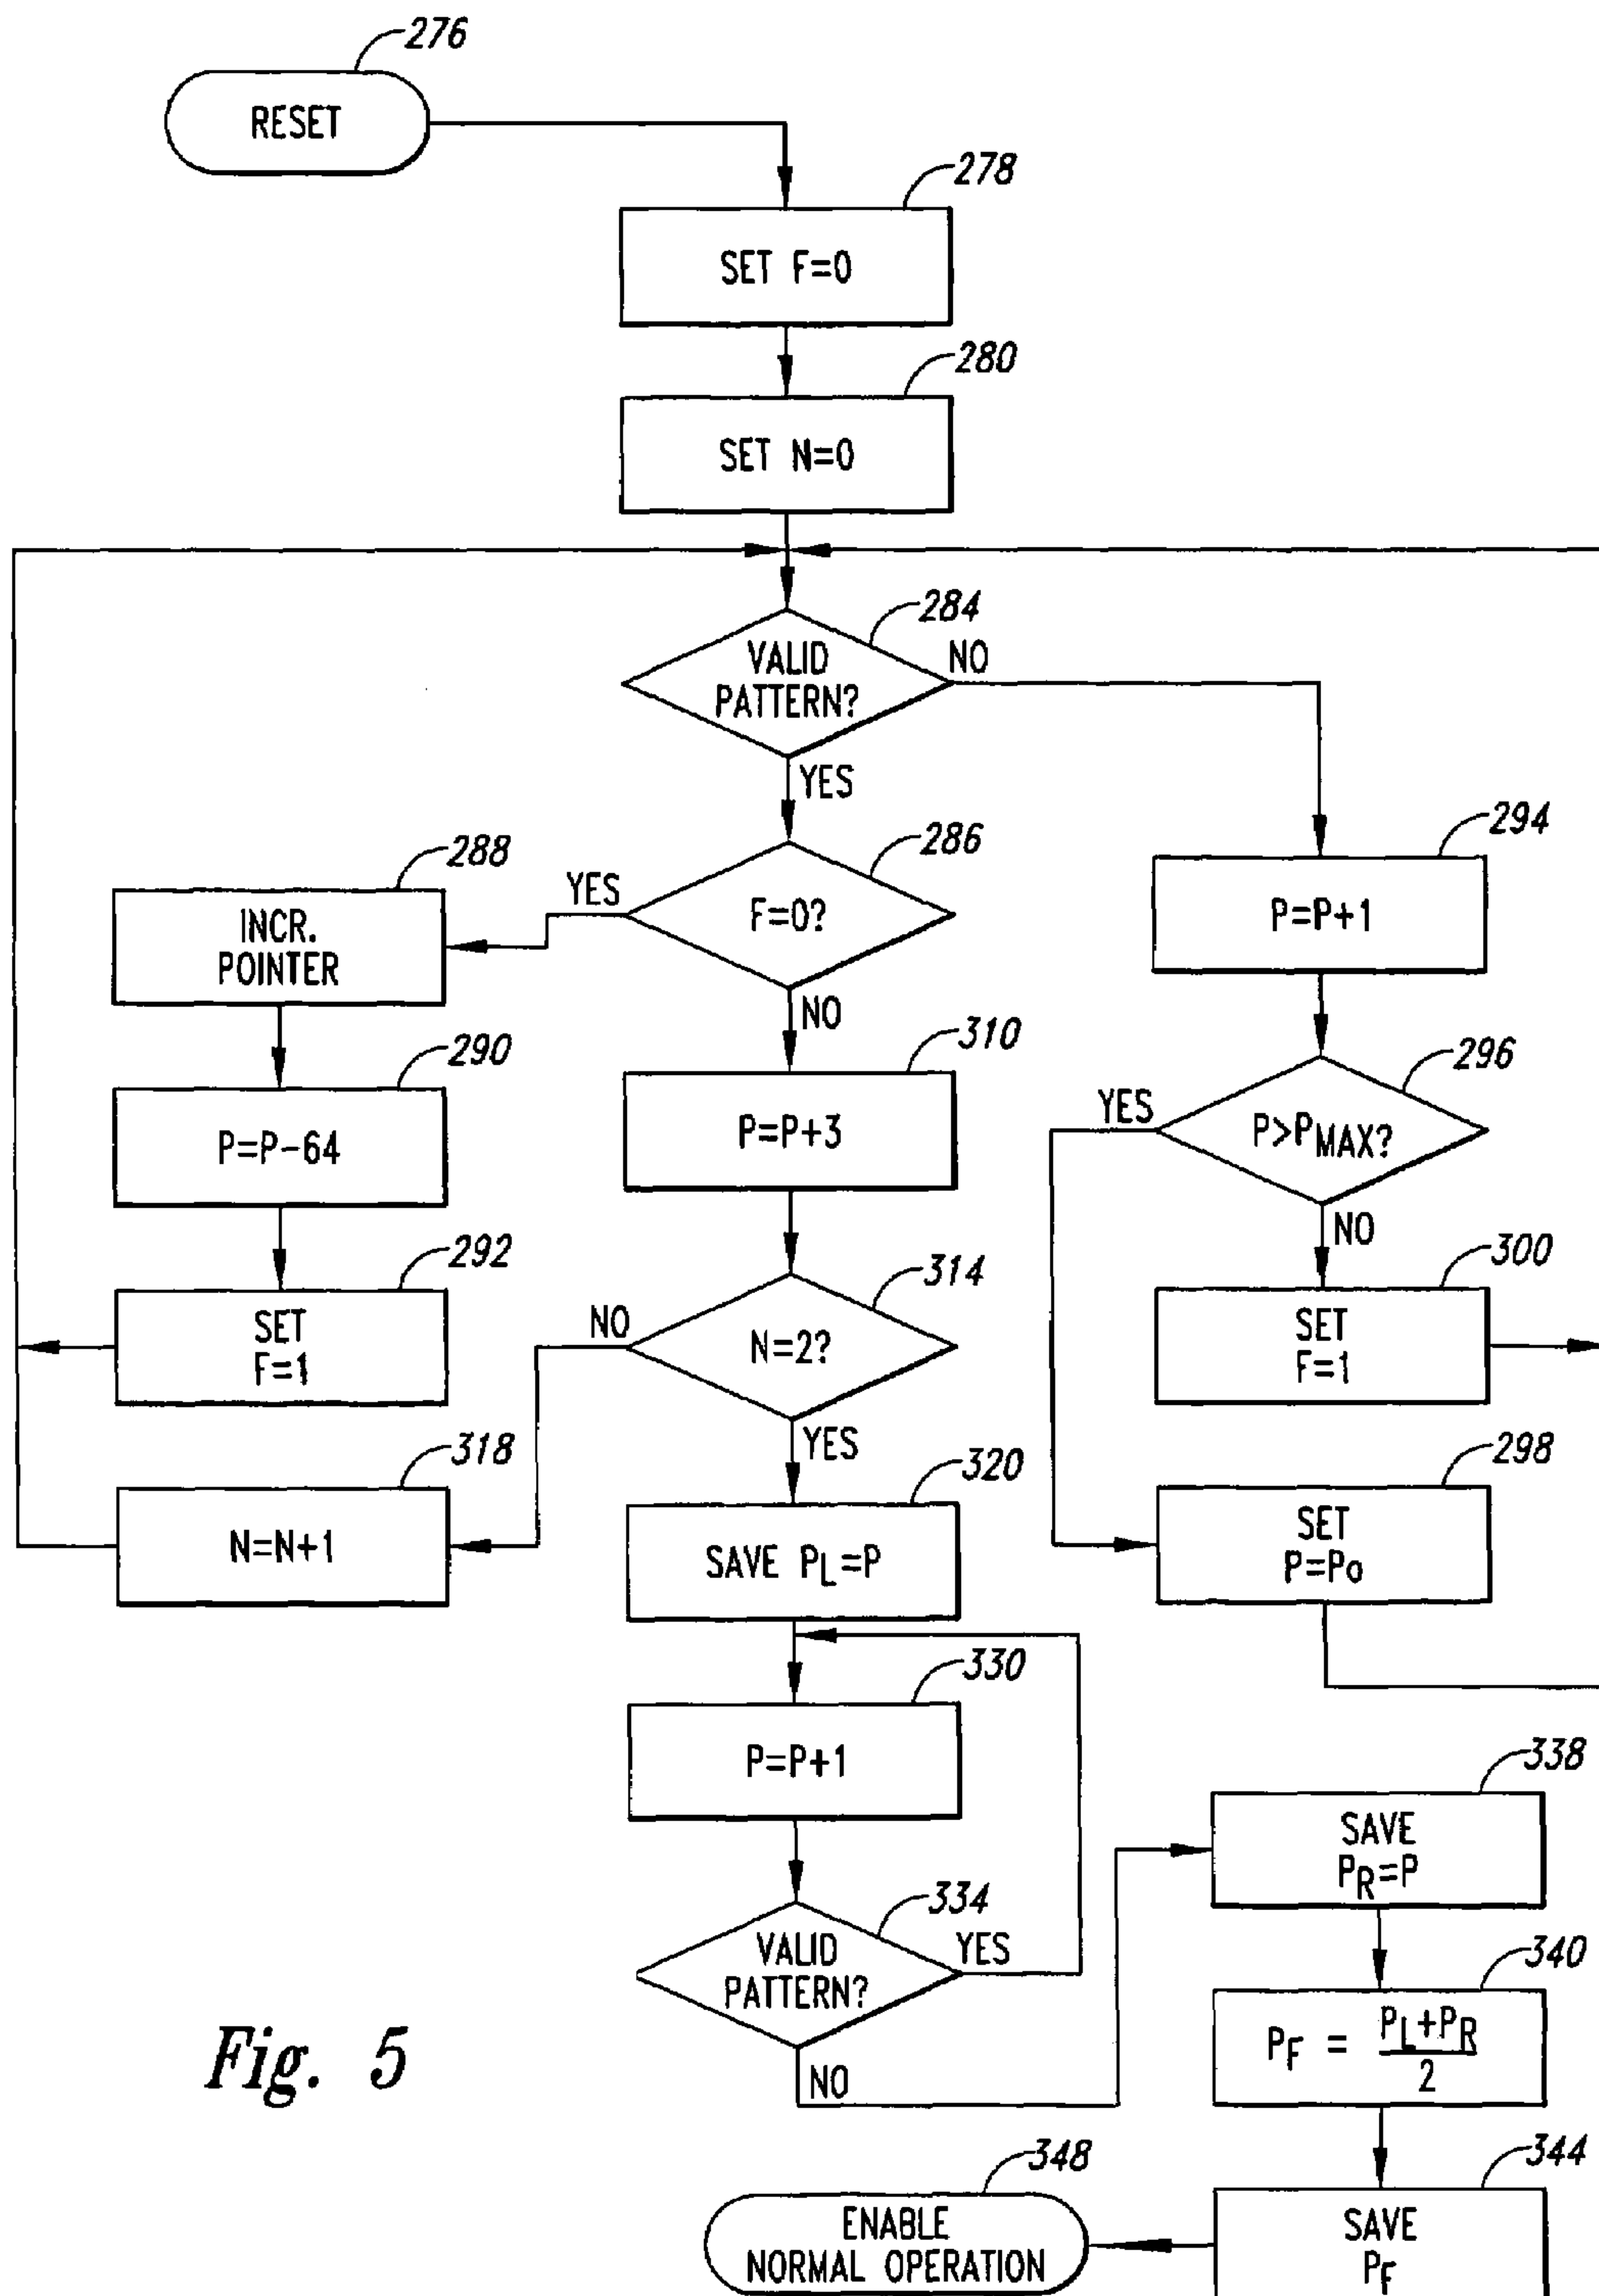 276
RESET
278
SET F=0
280
SET N=0
284
VALID
PATTERN?
NO
YES
286
F=0?
YES
NO
288
INCR.
POINTER
294
P=P+1
290
P=P-64
310
P=P+3
296
P>PMAX?
YES
NO
292
SET
F=1
314
N=2?
NO
YES
300
SET
F=1
318
N=N+1
320
SAVE PL=P
298
SET
P=Po
330
P=P+1
338
SAVE
PR=P
334
VALID
PATTERN?
YES
NO
340
PF = PL+PR
2
344
SAVE
PF
348
ENABLE
NORMAL OPERATION
Fig. 5